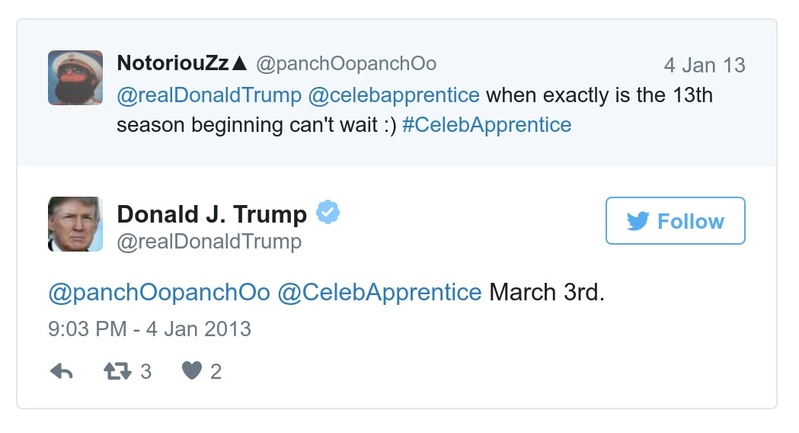 NotoriouZz▲ @panchOopanchOo 4 Jan 13
@realDonaldTrump @celebapprentice when exactly is the 13th
season beginning can't wait :) #CelebApprentice
Donald J. Trump
Follow
@realDonaldTrump
@panchOopanchOo @CelebApprentice March 3rd.
9:03 PM - 4 Jan 2013
3 2